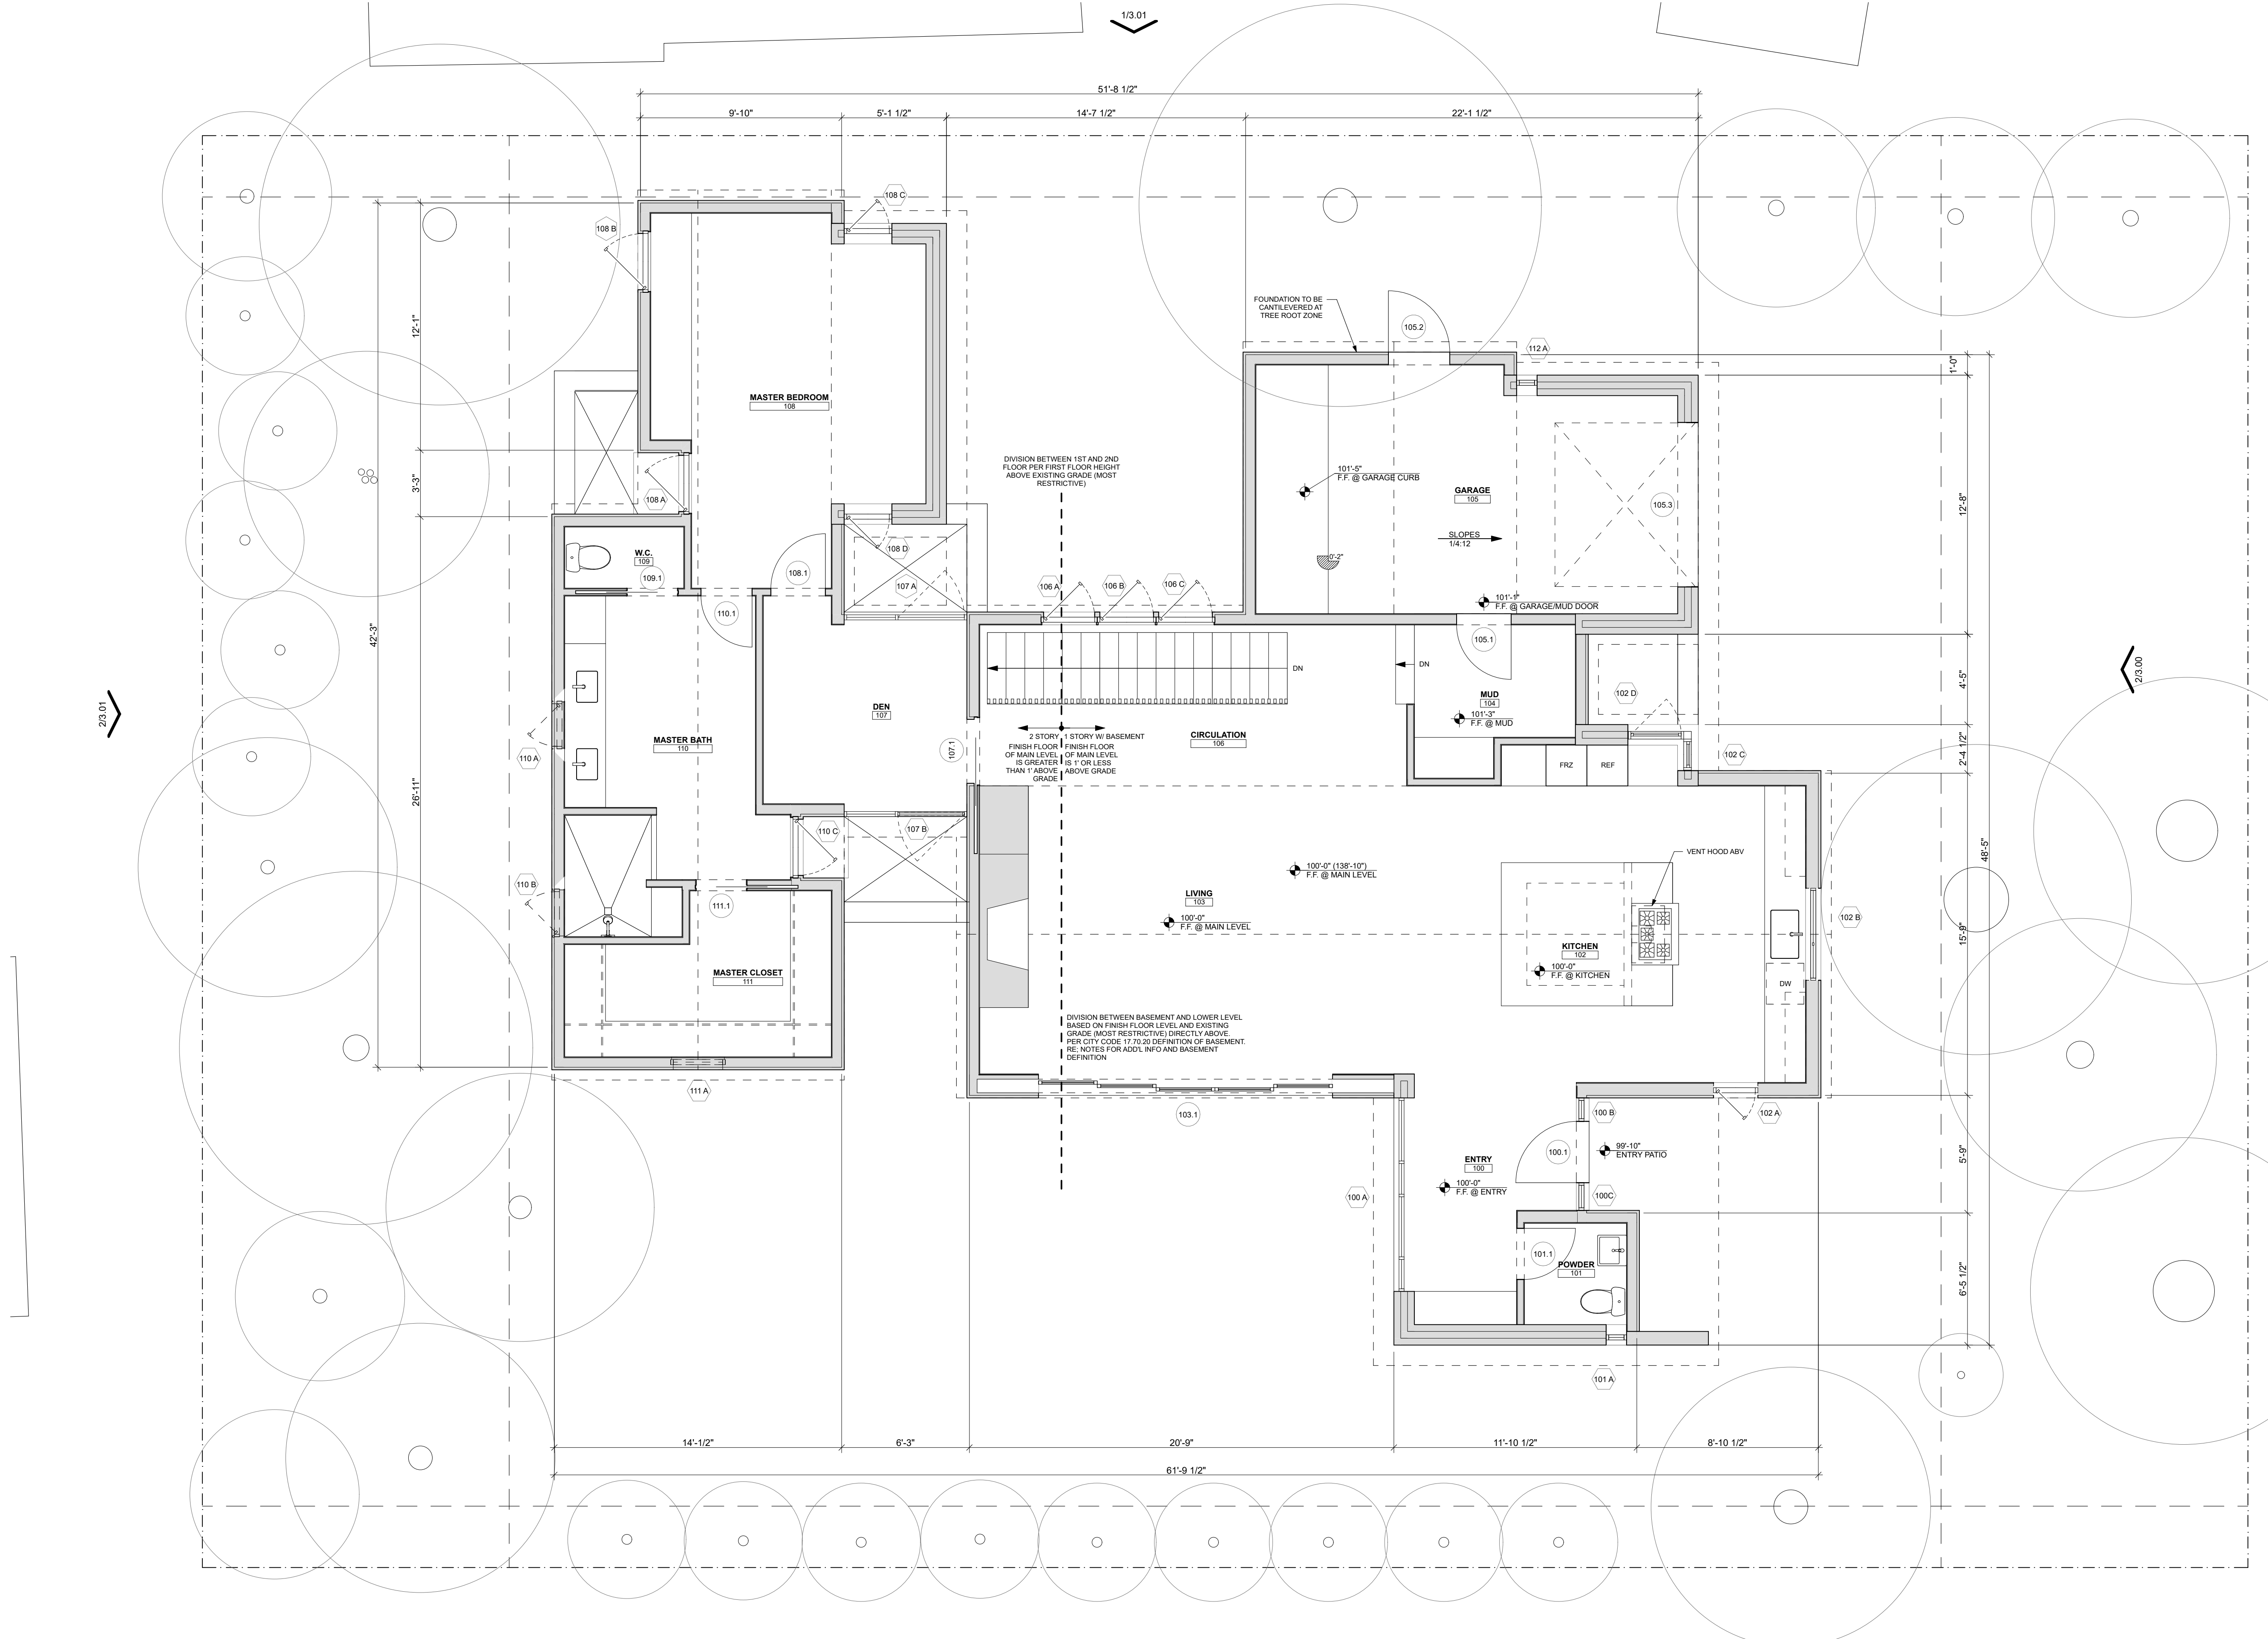 1/3.01
51'-8 1/2"
9'-10"
5'-1 1/2"
14'-7 1/2"
22'-1 1/2"
108 C
108 B
FOUNDATION TO BE
CANTILEVERED AT
TREE ROOT ZONE
105.2
112 A
1'-0"
12'-1"
MASTER BEDROOM
108
DIVISION BETWEEN 1ST AND 2ND
FLOOR PER FIRST FLOOR HEIGHT
ABOVE EXISTING GRADE (MOST
RESTRICTIVE)
101'-5"
F.F. @ GARAGE CURB
GARAGE
105
105.3
12'-8"
3'-3"
108 A
SLOPES
1/4:12
0'-2"
W.C.
109
109.1
108.1
108 D
107 A
106 A
106 B
106 C
101'-1"
F.F. @ GARAGE/MUD DOOR
110.1
105.1
42'-3"
DN
DN
2/3.01
2/3.00
MUD
104
101'-3"
F.F. @ MUD
102 D
4'-5"
DEN
107
MASTER BATH
110
107.1
2 STORY
1 STORY W/ BASEMENT
FINISH FLOOR
OF MAIN LEVEL
IS GREATER
THAN 1' ABOVE
GRADE
FINISH FLOOR
OF MAIN LEVEL
IS 1' OR LESS
ABOVE GRADE
CIRCULATION
106
110 A
FRZ
REF
102 C
2'-4 1/2"
26'-11"
110 C
107 B
VENT HOOD ABV
48'-5"
100'-0" (138'-10")
F.F. @ MAIN LEVEL
110 B
111.1
LIVING
103
100'-0"
F.F. @ MAIN LEVEL
102 B
15'-9"
KITCHEN
102
100'-0"
F.F. @ KITCHEN
DW
MASTER CLOSET
111
DIVISION BETWEEN BASEMENT AND LOWER LEVEL
BASED ON FINISH FLOOR LEVEL AND EXISTING
GRADE (MOST RESTRICTIVE) DIRECTLY ABOVE.
PER CITY CODE 17.70.20 DEFINITION OF BASEMENT.
RE; NOTES FOR ADD'L INFO AND BASEMENT
DEFINITION
111 A
103.1
100 B
102 A
100.1
99'-10"
ENTRY PATIO
5'-9"
ENTRY
100
100'-0"
F.F. @ ENTRY
100 A
100C
101.1
POWDER
101
6'-5 1/2"
101 A
14'-1/2"
6'-3"
20'-9"
11'-10 1/2"
8'-10 1/2"
61'-9 1/2"